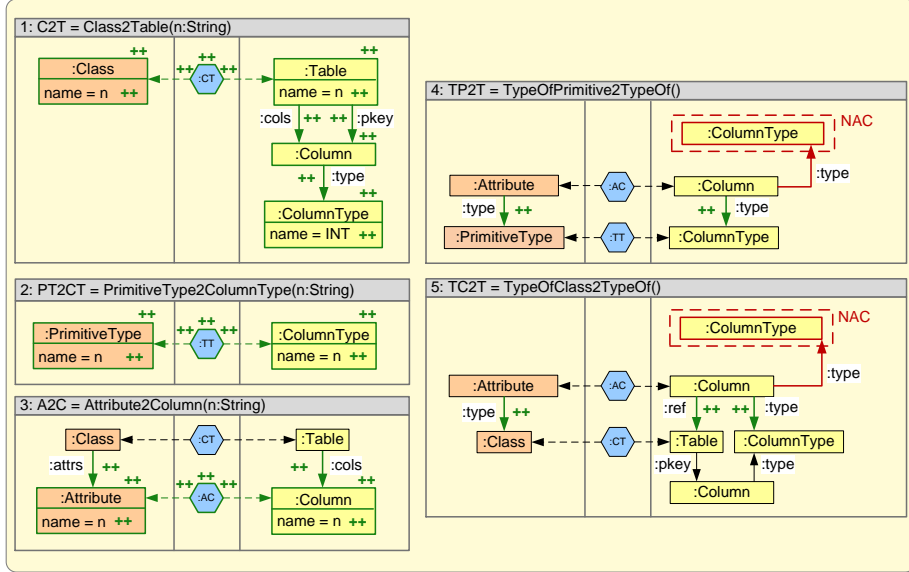 1: C2T = Class2Table(n:String)
++ ++ ++
:Class ++ :CT ++ :Table
name = n ++ name = n ++
:cols ++ ++ :pkey
++
:Column
++ :type
++
:ColumnType
name = INT ++
2: PT2CT = PrimitiveType2ColumnType(n:String)
++ ++ ++
:PrimitiveType ++ :TT ++ :ColumnType
name = n ++ name = n ++
3: A2C = Attribute2Column(n:String)
:Class :CT :Table
:attrs ++ ++ :cols
++ ++ ++
:Attribute ++ :AC ++ :Column
name = n ++ name = n ++
4: TP2T = TypeOfPrimitive2TypeOf()
:ColumnType NAC
:type
:Attribute :AC :Column
:type ++ ++ :type
:PrimitiveType :TT :ColumnType
5: TC2T = TypeOfClass2TypeOf()
:ColumnType NAC
:type
:Attribute :AC :Column
:type ++ :ref ++ ++ :type
:Class :CT :Table :ColumnType
:pkey :type
:Column